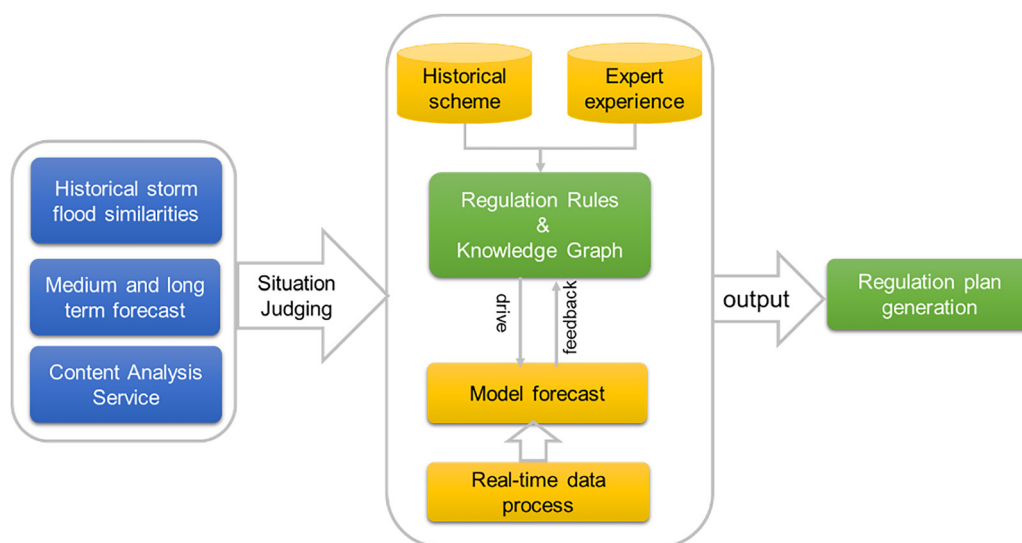 Historical storm
flood similarities
Medium and long
term forecast
Content Analysis
Service
Situation
Judging
Historical
scheme
Expert
experience
Regulation Rules
&
Knowledge Graph
drive
feedback
Model forecast
Real-time data
process
output
Regulation plan
generation